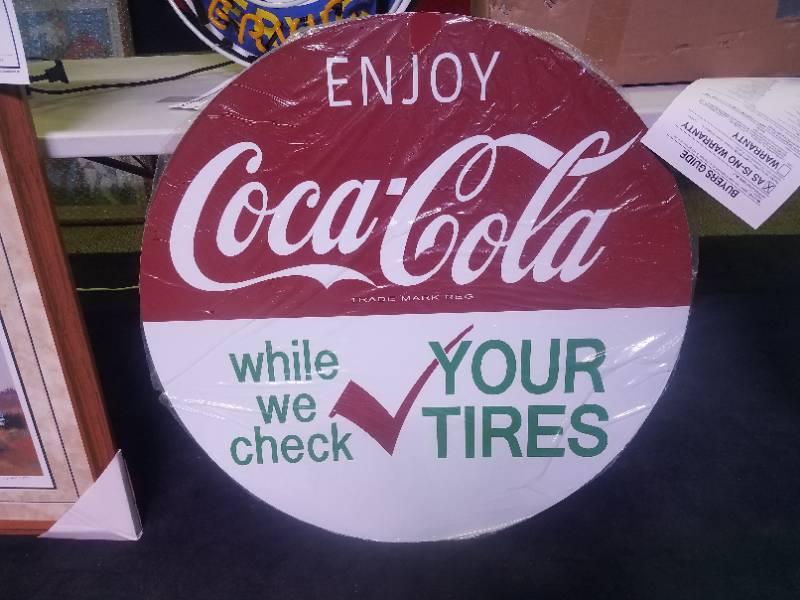 ENJOY
Coca-Cola
TRADE MARK REG
while
we
check
YOUR
TIRES
BUYERS GUIDE
AS IS-NO WARRANTY
WARRANTY